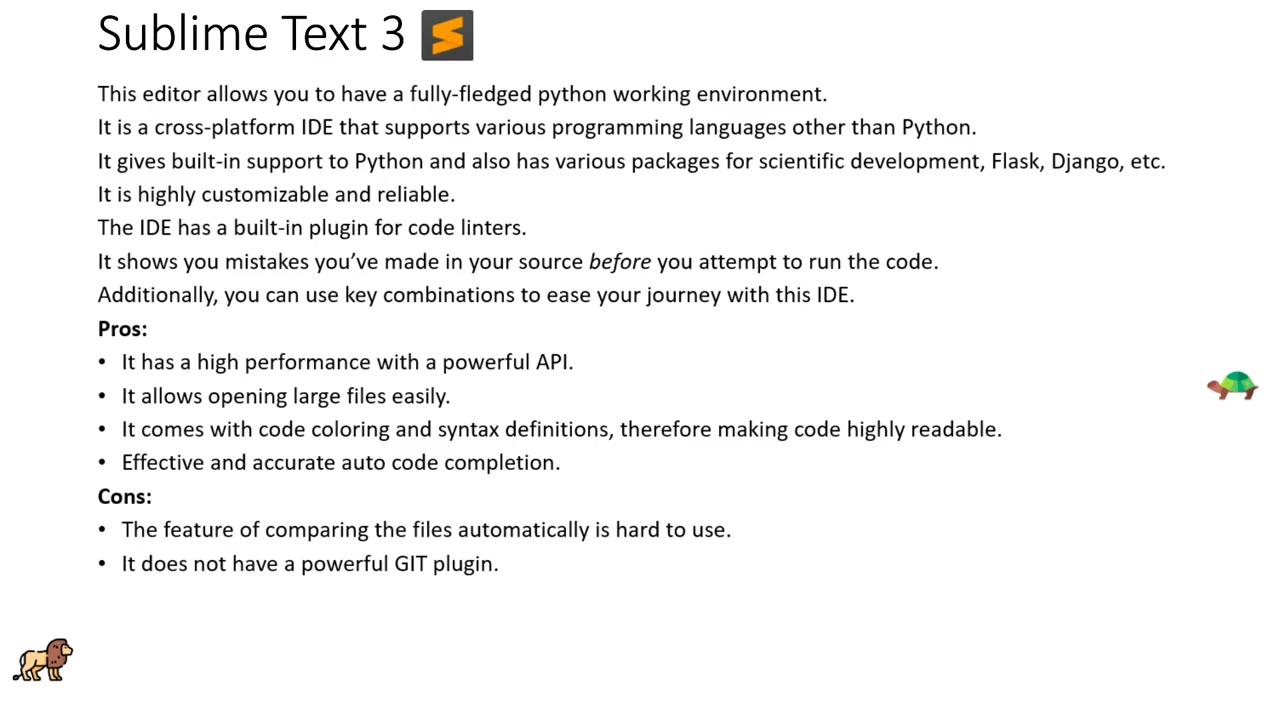 Sublime Text 3
This editor allows you to have a fully-fledged python working environment.
It is a cross-platform IDE that supports various programming languages other than Python.
It gives built-in support to Python and also has various packages for scientific development, Flask, Django, etc.
It is highly customizable and reliable.
The IDE has a built-in plugin for code linters.
It shows you mistakes you’ve made in your source before you attempt to run the code.
Additionally, you can use key combinations to ease your journey with this IDE.
Pros:
• It has a high performance with a powerful API.
• It allows opening large files easily.
• It comes with code coloring and syntax definitions, therefore making code highly readable.
• Effective and accurate auto code completion.
Cons:
• The feature of comparing the files automatically is hard to use.
• It does not have a powerful GIT plugin.